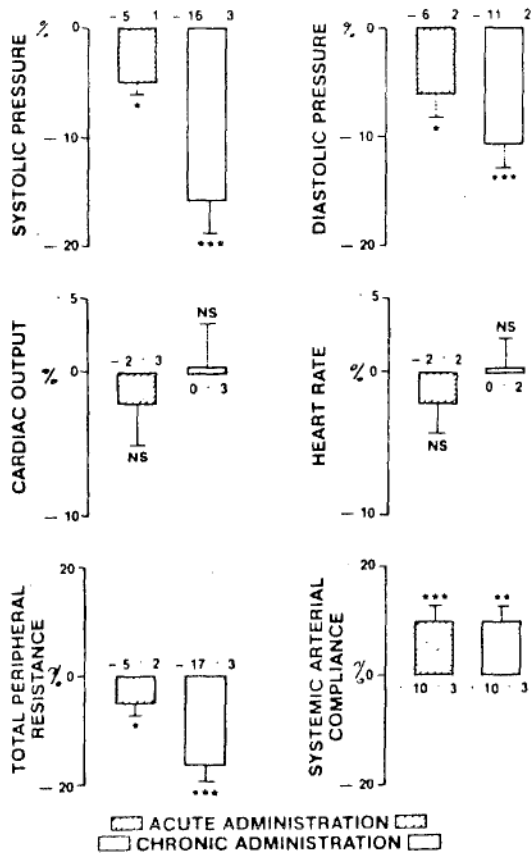 % 0 - 5 1 - 16 3
SYSTOLIC PRESSURE
- 10
- 20
*
***
% 0 - 6 2 - 11 2
DIASTOLIC PRESSURE
- 10
- 20
*
***
5
NS
- 2 · 3
% 0
0 · 3
CARDIAC OUTPUT
NS
- 10
5
NS
- 2 · 2
% 0
0 · 2
HEART RATE
NS
- 10
20
- 5 · 2 - 17 · 3
% 0
TOTAL PERIPHERAL
RESISTANCE
*
***
- 20
20
*** **
% 0
10 · 3 10 · 3
SYSTEMIC ARTERIAL
COMPLIANCE
- 20
ACUTE ADMINISTRATION
CHRONIC ADMINISTRATION